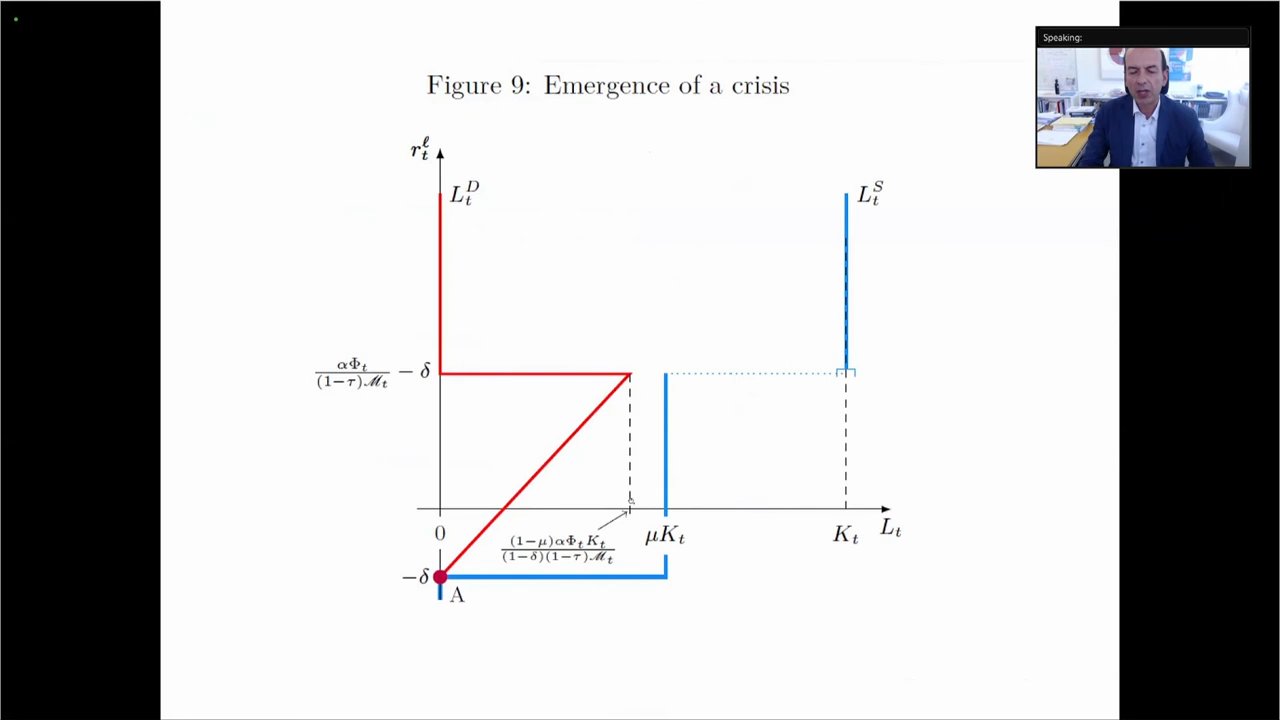 Speaking:
Figure 9: Emergence of a crisis
r_t^ℓ
L_t^D
L_t^S
αΦ_t/((1−τ)ℳ_t) − δ
0
(1−μ)αΦ_tK_t/((1−δ)(1−τ)ℳ_t)
μK_t
K_t
L_t
−δ
A